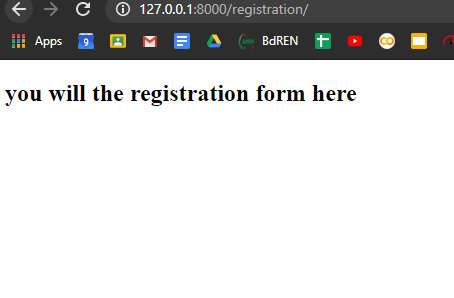 127.0.0.1:8000/registration/
Apps 9 BdREN
you will the registration form here